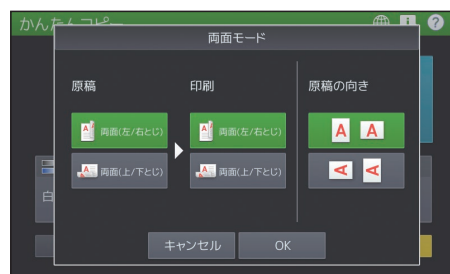 かんたんコピー
両面モード
原稿
印刷
原稿の向き
両面(左/右とじ)
両面(左/右とじ)
A A
両面(上/下とじ)
両面(上/下とじ)
A A
白
キャンセル
OK